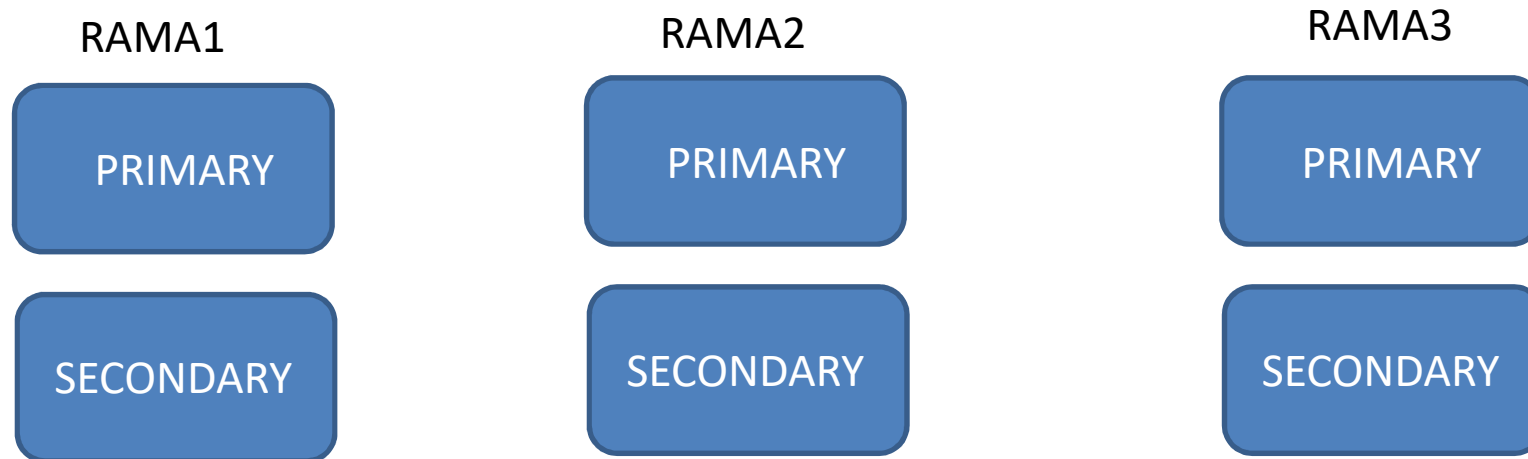 RAMA1
PRIMARY
SECONDARY
RAMA2
PRIMARY
SECONDARY
RAMA3
PRIMARY
SECONDARY